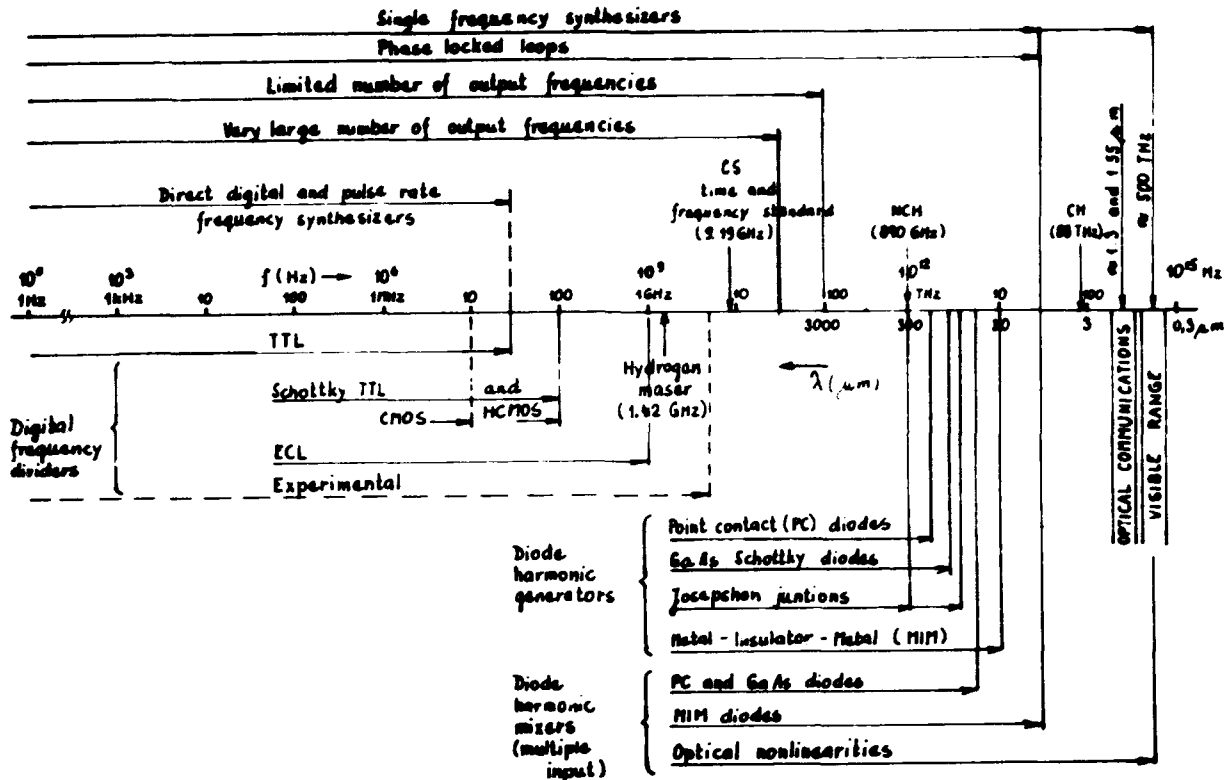 Single frequency synthesizers
Phase locked loops
Limited number of output frequencies
Very large number of output frequencies
Direct digital and pulse rate
frequency synthesizers
CS
time and
frequency standard
(9.19GHz)
HCH
(890 GHz)
CH
(88 THz)
≈ 1.3 and 1.55 μm
≈ 500 THz
10⁰ 10³ f (Hz) → 10⁶ 10⁹ 10¹² 10¹⁵ Hz
1Hz 1kHz 10 100 1MHz 10 100 1GHz 10 100 THz 10 100
3000 300 30 3 0,3 μm
TTL
λ (μm)
Hydrogen
maser
(1.42 GHz)
Digital
frequency
dividers
Schottky TTL and
CMOS HCMOS
ECL
Experimental
OPTICAL COMMUNICATIONS
VISIBLE RANGE
Diode
harmonic
generators
Point contact (PC) diodes
GaAs Schottky diodes
Josepshon juntions
Metal - Insulator - Metal (MIM)
Diode
harmonic
mixers
(multiple
input)
PC and GaAs diodes
MIM diodes
Optical nonlinearities